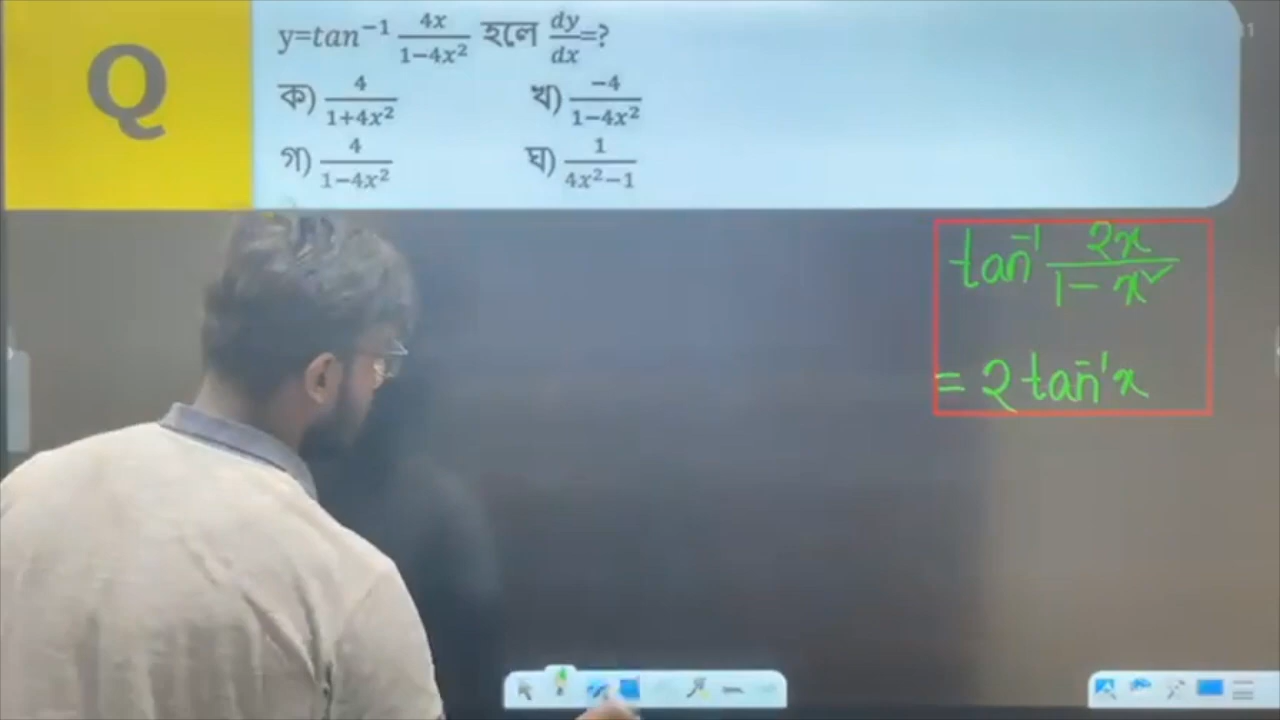 Q
y=tan⁻¹ 4x/(1−4x²) হলে dy/dx=?
ক) 4/(1+4x²) খ) −4/(1−4x²)
গ) 4/(1−4x²) ঘ) 1/(4x²−1)
tan⁻¹ 2x/(1−x²)
= 2 tan⁻¹x